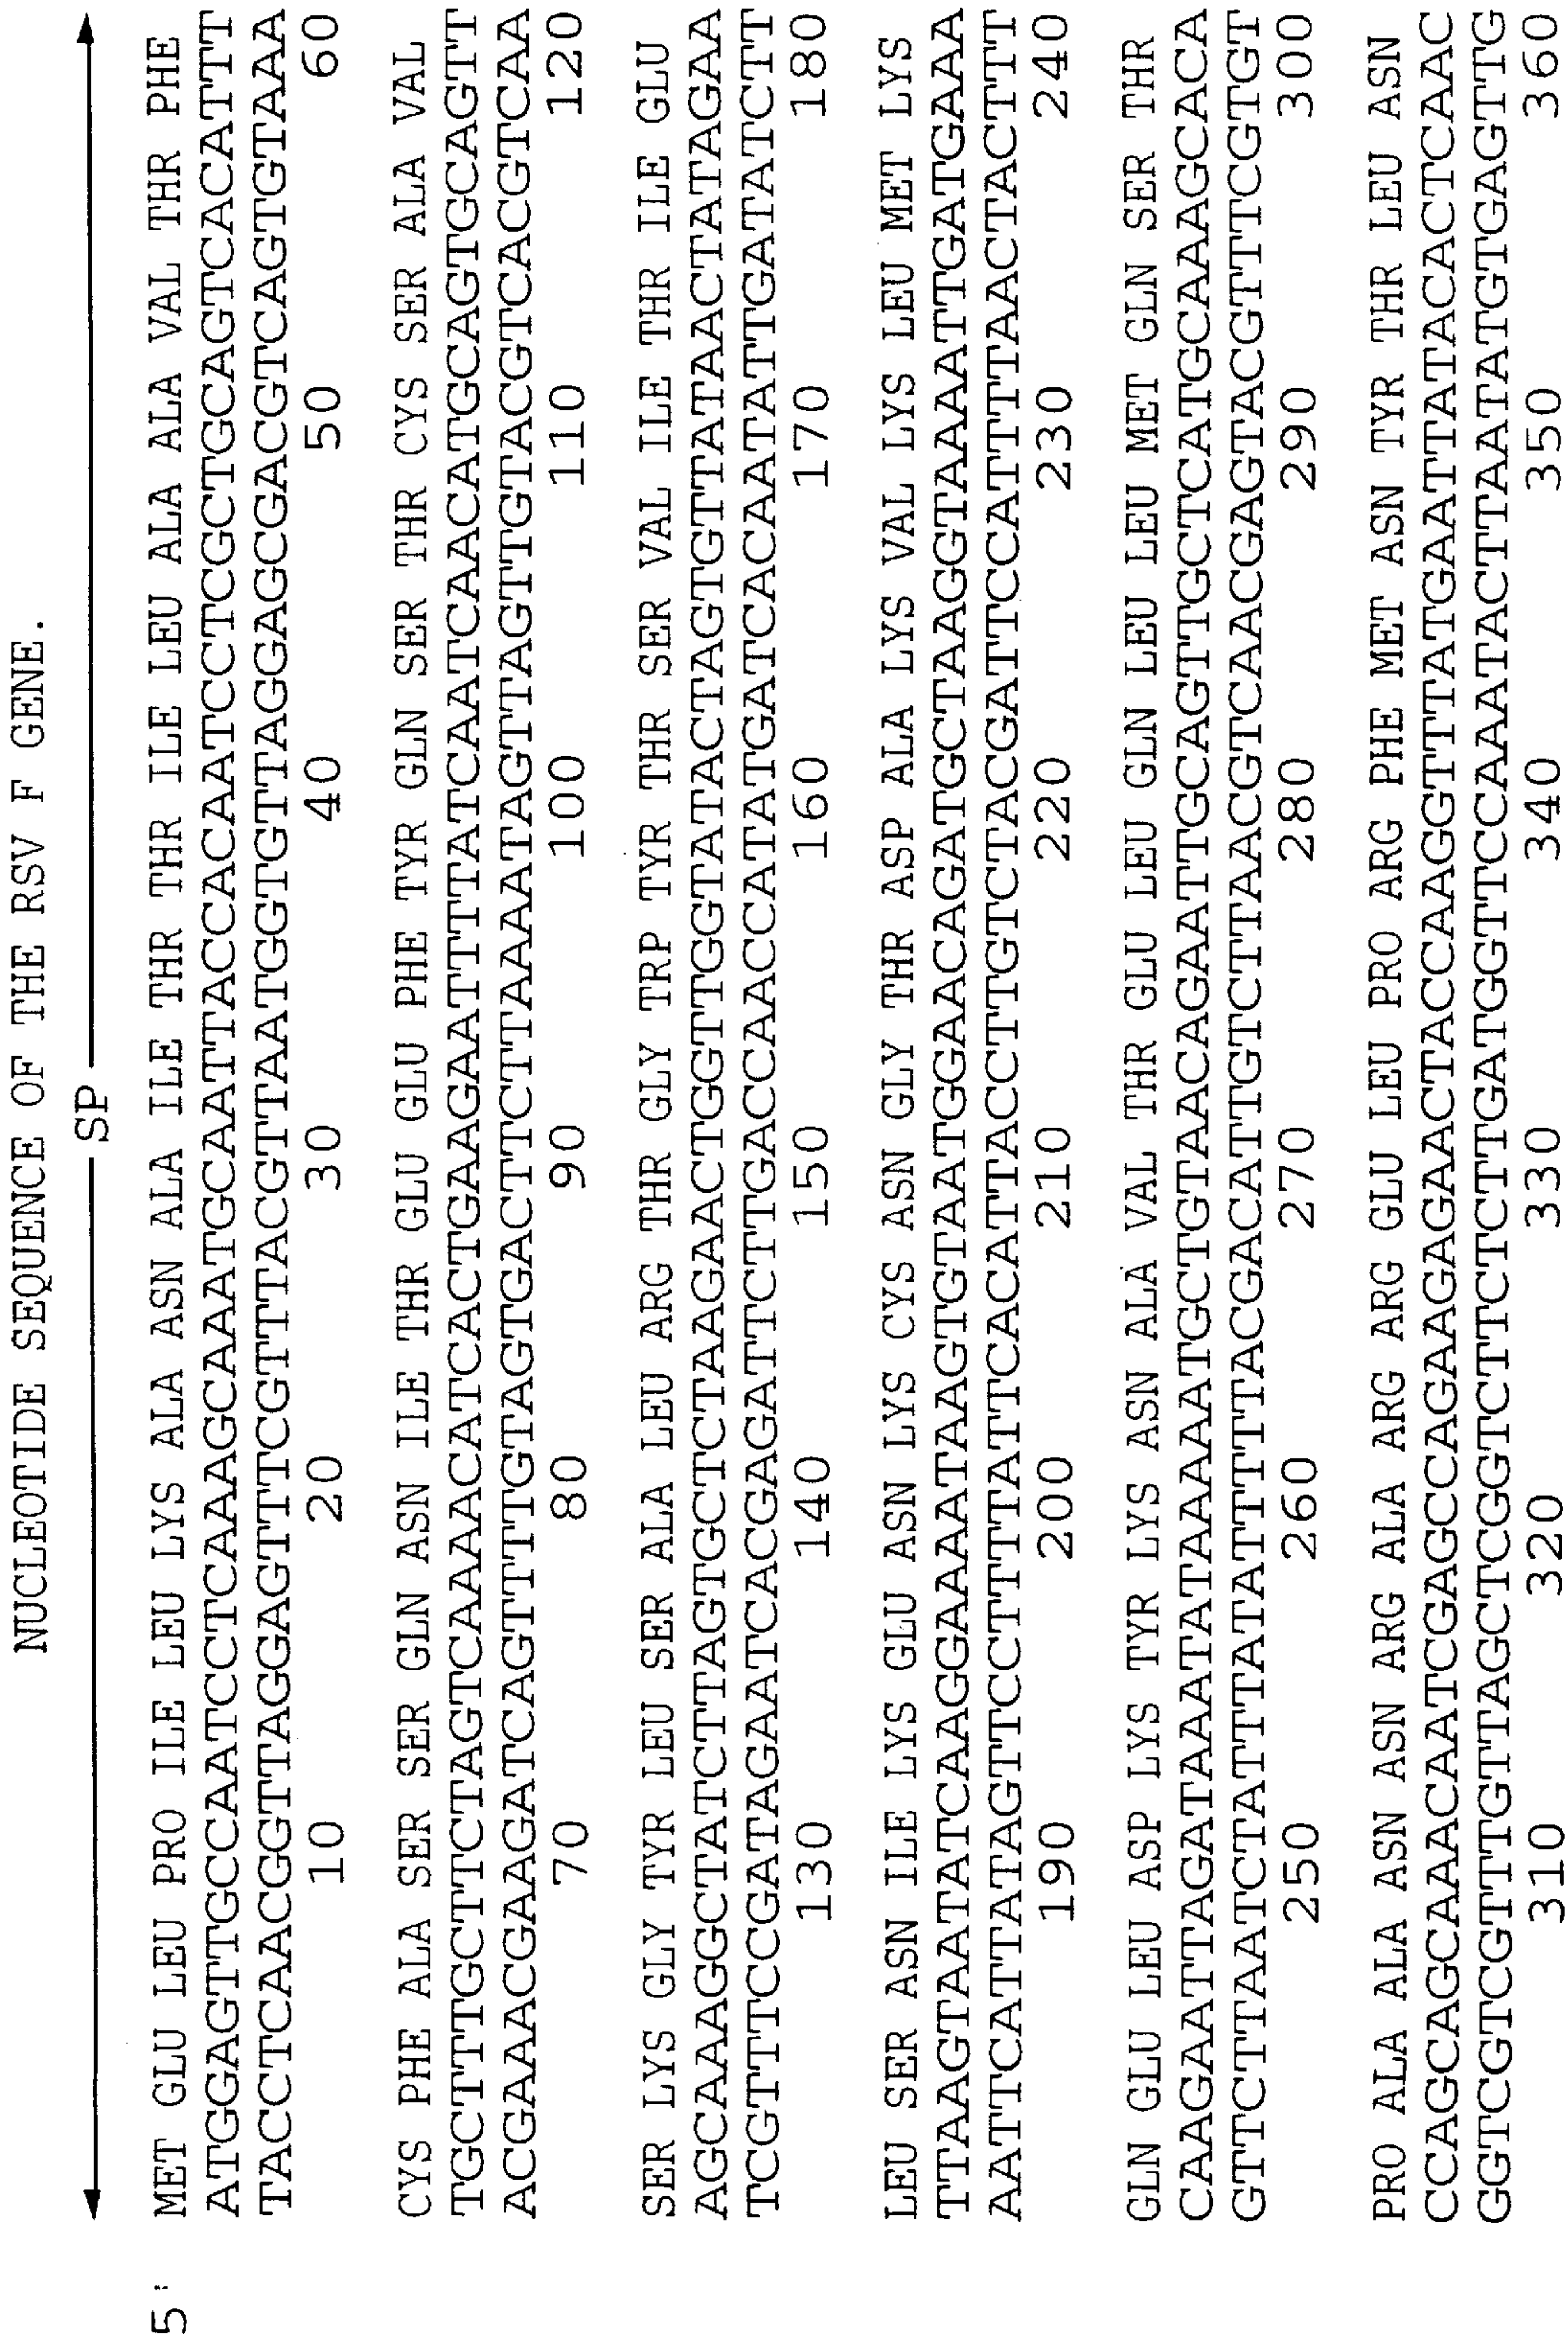 NUCLEOTIDE SEQUENCE OF THE RSV F GENE.
SP
5' MET GLU LEU PRO ILE LEU LYS ALA ASN ALA ILE THR THR ILE LEU ALA ALA VAL THR PHE
ATGGAGTTGCCAATCCTCAAAGCAAATGCAATTACCACAATCCTCGCTGCAGTCACATTT
TACCTCAACGGTTAGGAGTTTCGTTTACGTTAATGGTGTTAGGAGCGACGTCAGTGTAAA
10 20 30 40 50 60
CYS PHE ALA SER SER GLN ASN ILE THR GLU GLU PHE TYR GLN SER THR CYS SER ALA VAL
TGCTTTGCTTCTAGTCAAAACATCACTGAAGAATTTTATCAATCAACATGCAGTGCAGTT
ACGAAACGAAGATCAGTTTTGTAGTGACTTCTTAAAATAGTTAGTTGTACGTCACGTCAA
70 80 90 100 110 120
SER LYS GLY TYR LEU SER ALA LEU ARG THR GLY TRP TYR THR SER VAL ILE THR ILE GLU
AGCAAAGGCTATCTTAGTGCTCTAAGAACTGGTTGGTATACTAGTGTTATAACTATAGAA
TCGTTTCCGATAGAATCACGAGATTCTTGACCAACCATATGATCACAATATTGATATCTT
130 140 150 160 170 180
LEU SER ASN ILE LYS GLU ASN LYS CYS ASN GLY THR ASP ALA LYS VAL LYS LEU MET LYS
TTAAGTAATATCAAGGAAAATAAGTGTAATGGAACAGATGCTAAGGTAAAATTGATGAAA
AATTCATTATAGTTCCTTTTATTCACATTACCTTGTCTACGATTCCATTTTAACTACTTT
190 200 210 220 230 240
GLN GLU LEU ASP LYS TYR LYS ASN ALA VAL THR GLU LEU GLN LEU LEU MET GLN SER THR
CAAGAATTAGATAAATATAAAAATGCTGTAACAGAATTGCAGTTGCTCATGCAAAGCACA
GTTCTTAATCTATTTATATTTTTACGACATTGTCTTAACGTCAACGAGTACGTTTCGTGT
250 260 270 280 290 300
PRO ALA ALA ASN ASN ARG ALA ARG ARG GLU LEU PRO ARG PHE MET ASN TYR THR LEU ASN
CCAGCAGCAAACAATCGAGCCAGAAGAGAACTACCAAGGTTTATGAATTATACACTCAAC
GGTCGTCGTTTGTTAGCTCGGTCTTCTCTTGATGGTTCCAAATACTTAATATGTGAGTTG
310 320 330 340 350 360